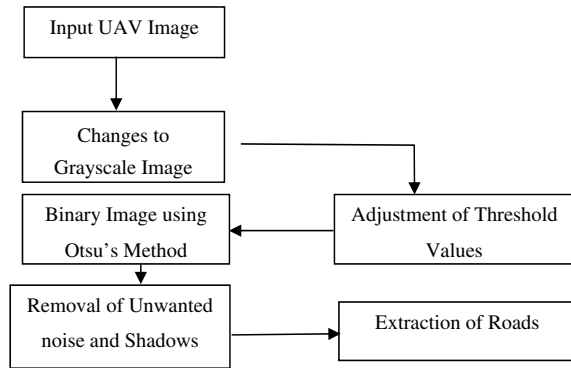 Input UAV Image
Changes to
Grayscale Image
Adjustment of Threshold
Values
Binary Image using
Otsu's Method
Removal of Unwanted
noise and Shadows
Extraction of Roads